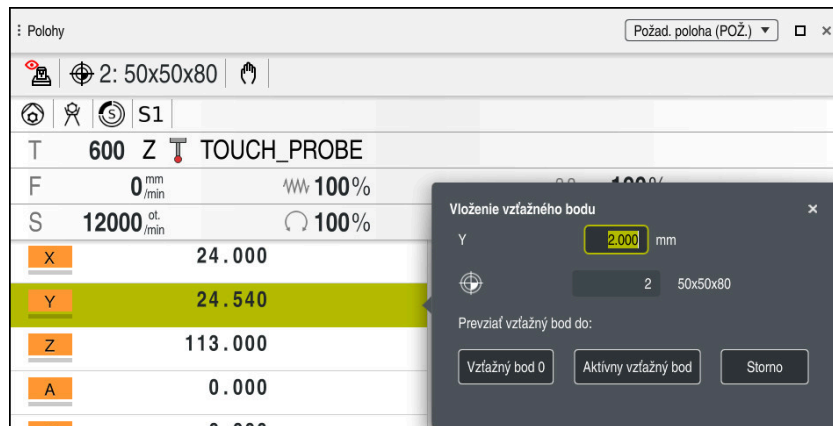 Polohy
Požad. poloha (POŽ.)
2: 50x50x80
S
S1
T 600 Z TOUCH_PROBE
F 0 mm/min 100% 100%
S 12000 ot./min 100%
X 24.000
Y 24.540
Z 113.000
A 0.000
Vloženie vzťažného bodu
Y 2.000 mm
2 50x50x80
Prevziať vzťažný bod do:
Vzťažný bod 0
Aktívny vzťažný bod
Storno